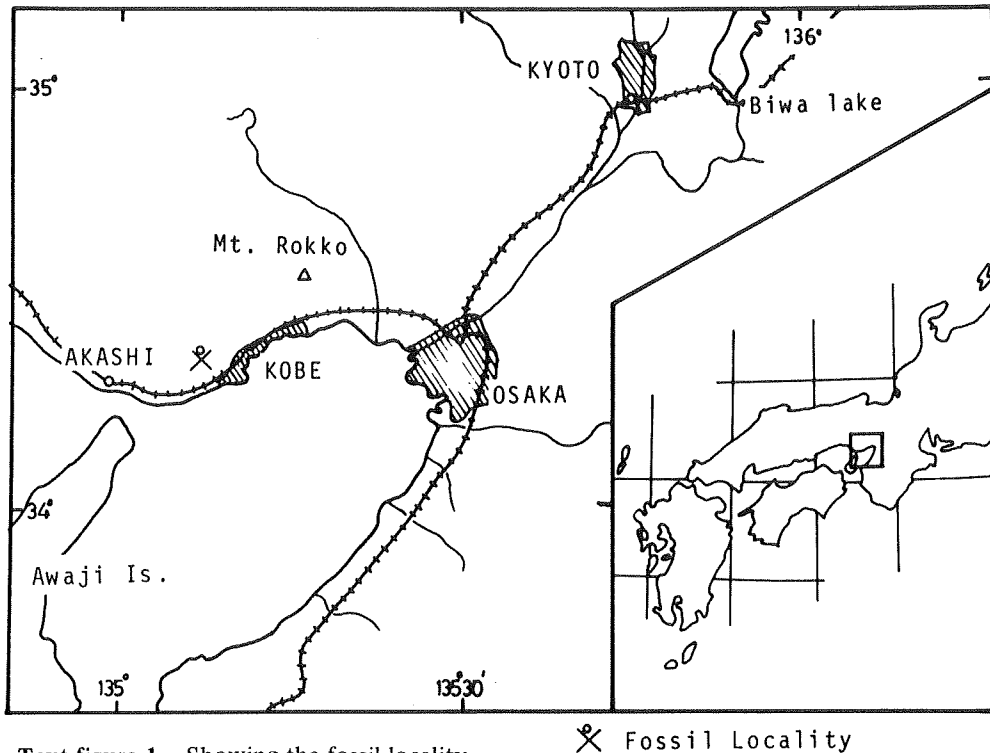 136°
KYOTO
35°
Biwa lake
Mt. Rokko
AKASHI
KOBE
OSAKA
34°
Awaji Is.
135°
135°30'
Text figure 1. Showing the fossil locality
Fossil Locality